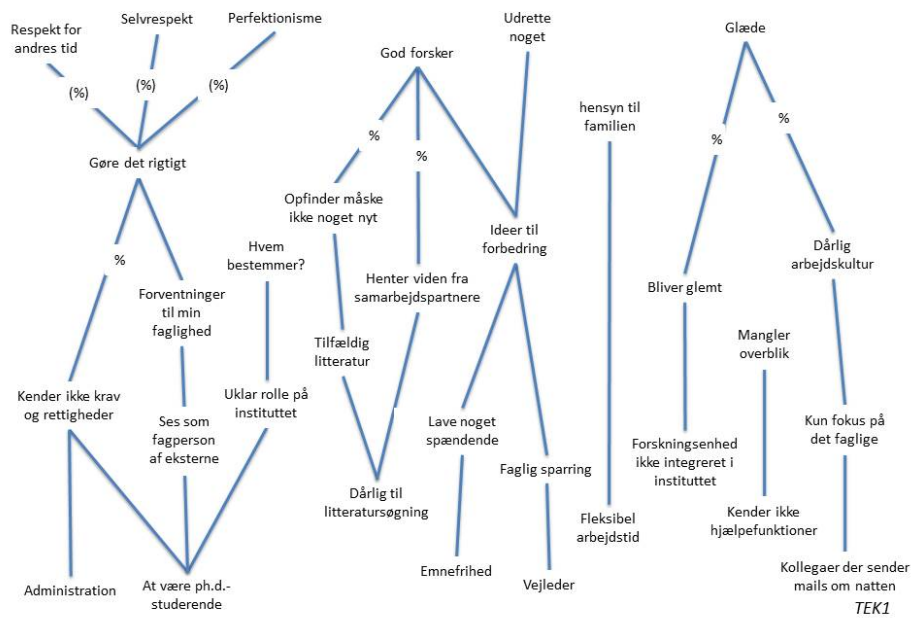 Respekt for
andres tid
Selvrespekt
Perfektionisme
(%)
(%)
(%)
Gøre det rigtigt
%
Forventninger
til min
faglighed
Hvem
bestemmer?
Kender ikke krav
og rettigheder
Ses som
fagperson
af eksterne
Uklar rolle på
instituttet
Administration
At være ph.d.-
studerende
God forsker
Udrette
noget
%
%
Opfinder måske
ikke noget nyt
Henter viden fra
samarbejdspartnere
Ideer til
forbedring
Tilfældig
litteratur
Dårlig til
litteratursøgning
Lave noget
spændende
Faglig sparring
Emnefrihed
Vejleder
hensyn til
familien
Fleksibel
arbejdstid
Glæde
%
%
Bliver glemt
Dårlig
arbejdskultur
Mangler
overblik
Forskningsenhed
ikke integreret i
instituttet
Kun fokus på
det faglige
Kender ikke
hjælpefunktioner
Kollegaer der sender
mails om natten
TEK1